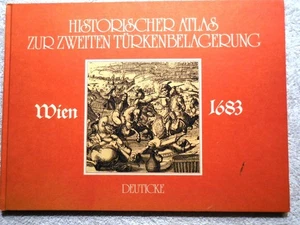 HISTORISCHER ATLAS
ZUR ZWEITEN TÜRKENBELAGERUNG
Wien 1683
DEUTICKE